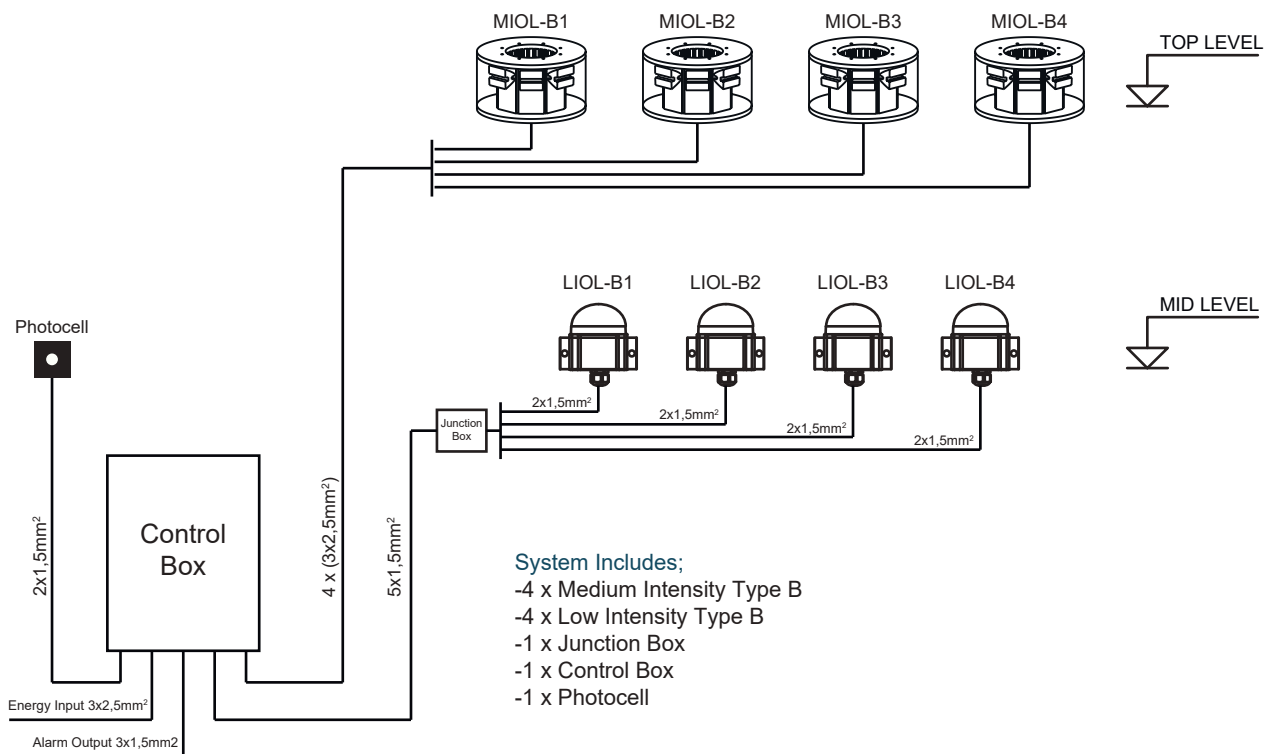 MIOL-B1 MIOL-B2 MIOL-B3 MIOL-B4
TOP LEVEL
LIOL-B1 LIOL-B2 LIOL-B3 LIOL-B4
MID LEVEL
Photocell
2x1,5mm²
2x1,5mm²
2x1,5mm²
2x1,5mm²
Junction
Box
Control
Box
2x1,5mm²
4 x (3x2,5mm²)
5x1,5mm²
System Includes;
-4 x Medium Intensity Type B
-4 x Low Intensity Type B
-1 x Junction Box
-1 x Control Box
-1 x Photocell
Energy Input 3x2,5mm²
Alarm Output 3x1,5mm2